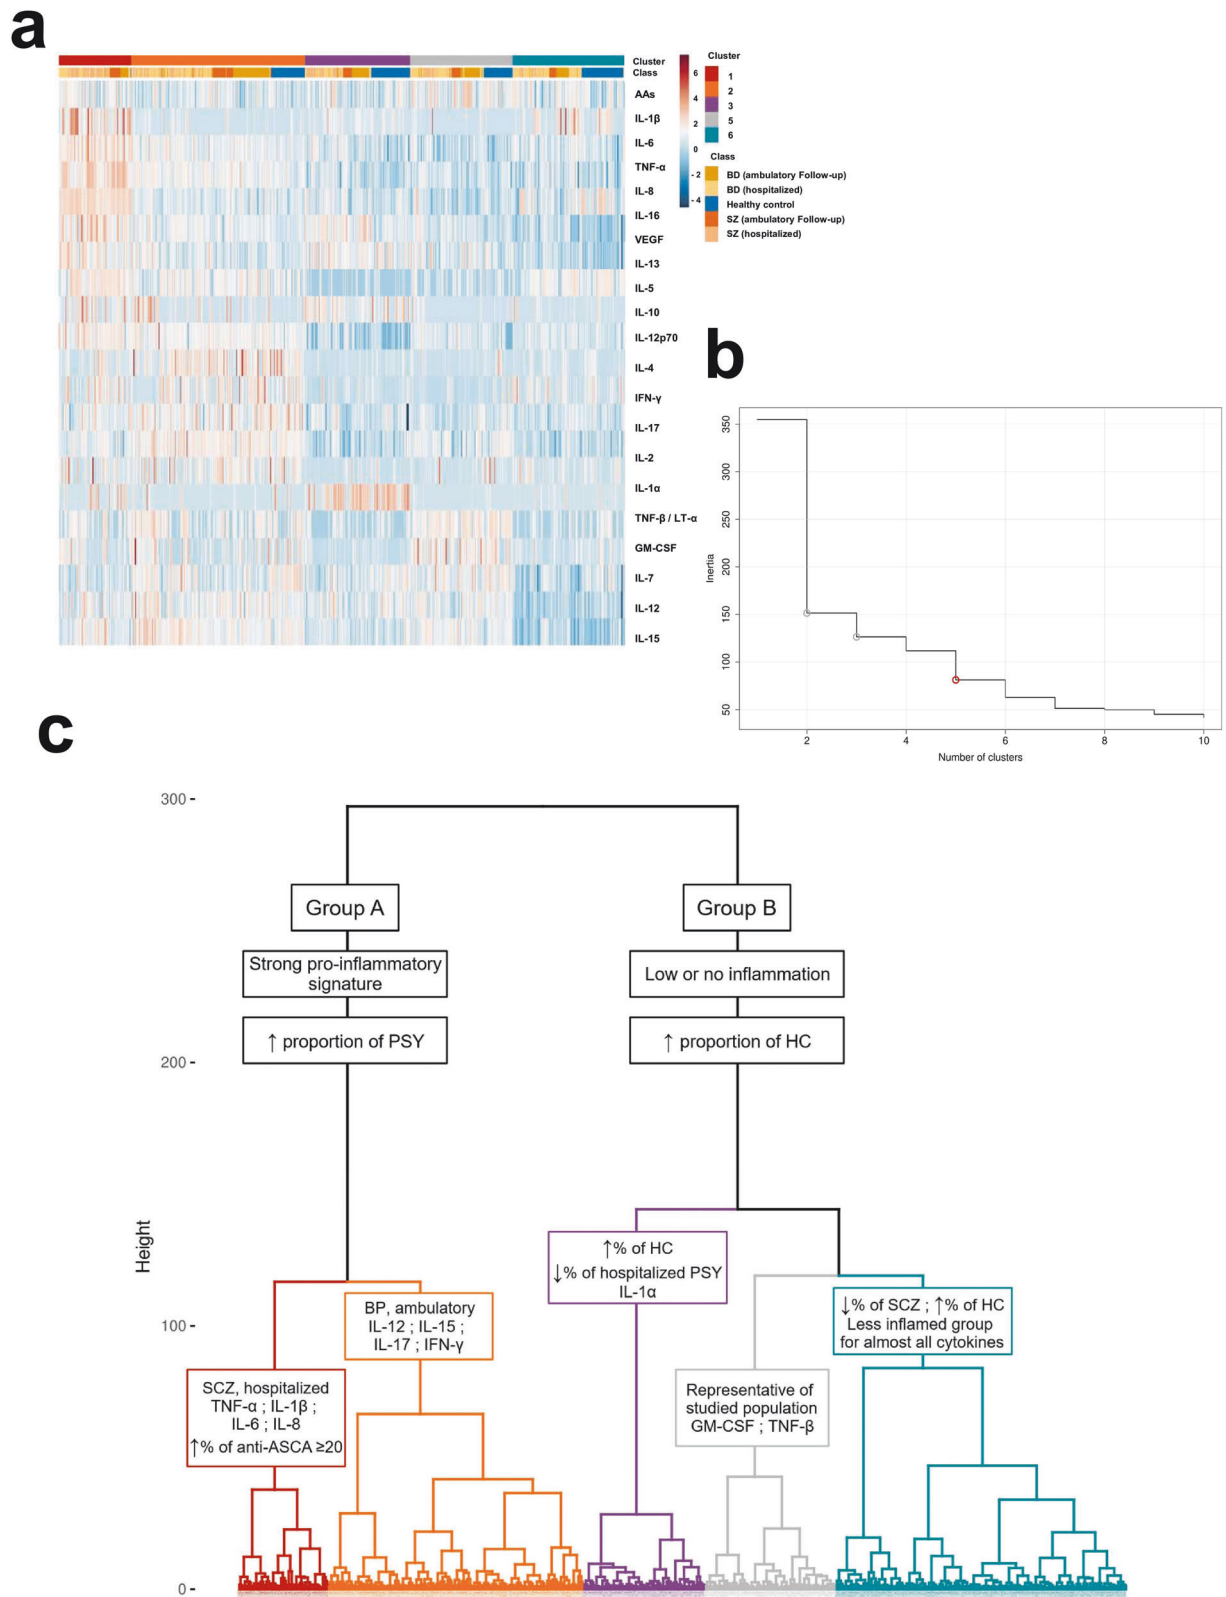 a
Cluster
Class
AAs
IL-1β
IL-6
TNF-α
IL-8
IL-16
VEGF
IL-13
IL-5
IL-10
IL-12p70
IL-4
IFN-γ
IL-17
IL-2
IL-1α
TNF-β / LT-α
GM-CSF
IL-7
IL-12
IL-15
6
4
2
0
- 2
- 4
Cluster
1
2
3
5
6
Class
BD (ambulatory Follow-up)
BD (hospitalized)
Healthy control
SZ (ambulatory Follow-up)
SZ (hospitalized)
b
Inertia
350
300
250
200
150
100
50
2
4
6
8
10
Number of clusters
c
Height
300
200
100
0
Group A
Strong pro-inflammatory
signature
↑ proportion of PSY
Group B
Low or no inflammation
↑ proportion of HC
SCZ, hospitalized
TNF-α ; IL-1β ;
IL-6 ; IL-8
↑% of anti-ASCA ≥20
BP, ambulatory
IL-12 ; IL-15 ;
IL-17 ; IFN-γ
↑% of HC
↓% of hospitalized PSY
IL-1α
Representative of
studied population
GM-CSF ; TNF-β
↓% of SCZ ; ↑% of HC
Less inflamed group
for almost all cytokines